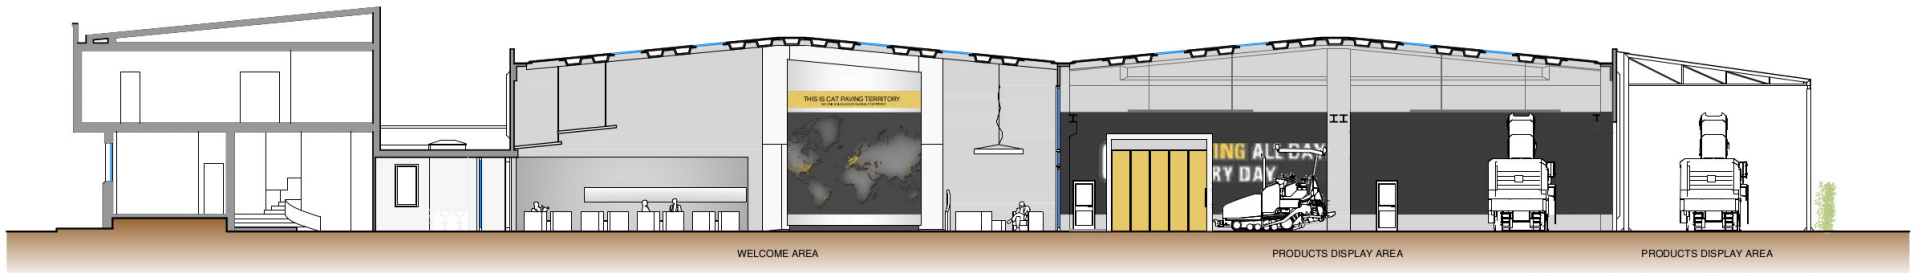 THIS IS CAT PAVING TERRITORY
ING ALL DAY
RY DAY
WELCOME AREA
PRODUCTS DISPLAY AREA
PRODUCTS DISPLAY AREA